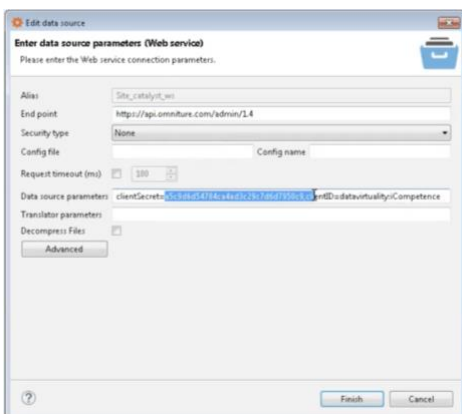 Edit data source
Enter data source parameters (Web service)
Please enter the Web service connection parameters.
Alias Site_catalyst_ws
End point https://api.omniture.com/admin/1.4
Security type None
Config file Config name
Request timeout (ms) 180
Data source parameters clientSecret=
Translator parameters
Decompress Files
Advanced
Finish Cancel